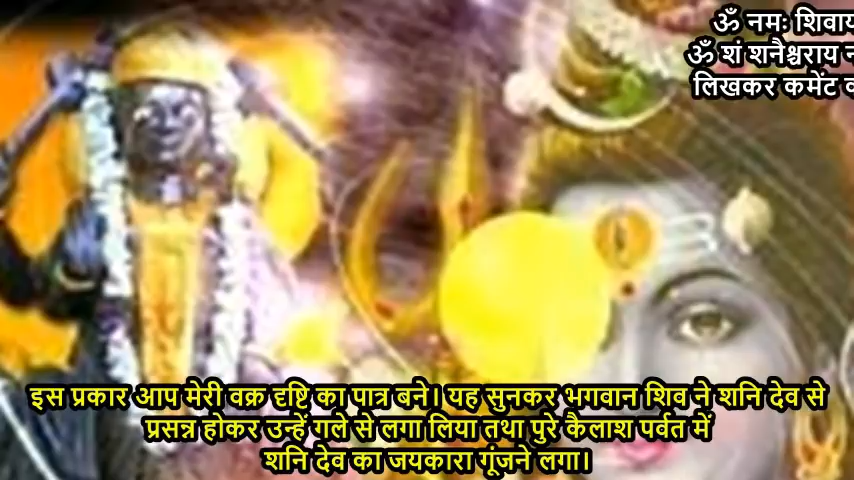 ॐ नमः शिवाय
ॐ शं शनैश्चराय
लिखकर कमेंट
इस प्रकार आप मेरी वक्र दृष्टि का पात्र बने। यह सुनकर भगवान शिव ने शनि देव से
प्रसन्न होकर उन्हें गले से लगा लिया तथा पुरे कैलाश पर्वत में
शनि देव का जयकारा गूंजने लगा।